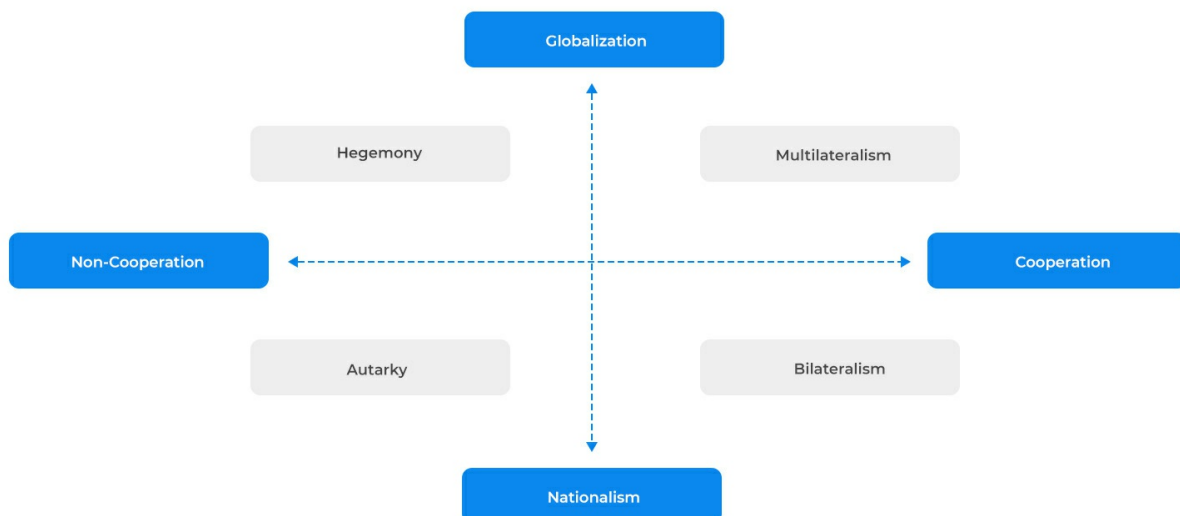 Globalization
Hegemony
Multilateralism
Non-Cooperation
Cooperation
Autarky
Bilateralism
Nationalism